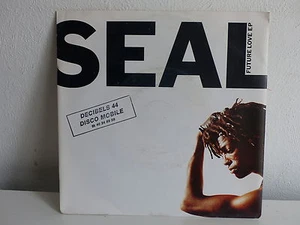 SEAL
FUTURE LOVE EP
DECIBELS 44
DISCO MOBILE